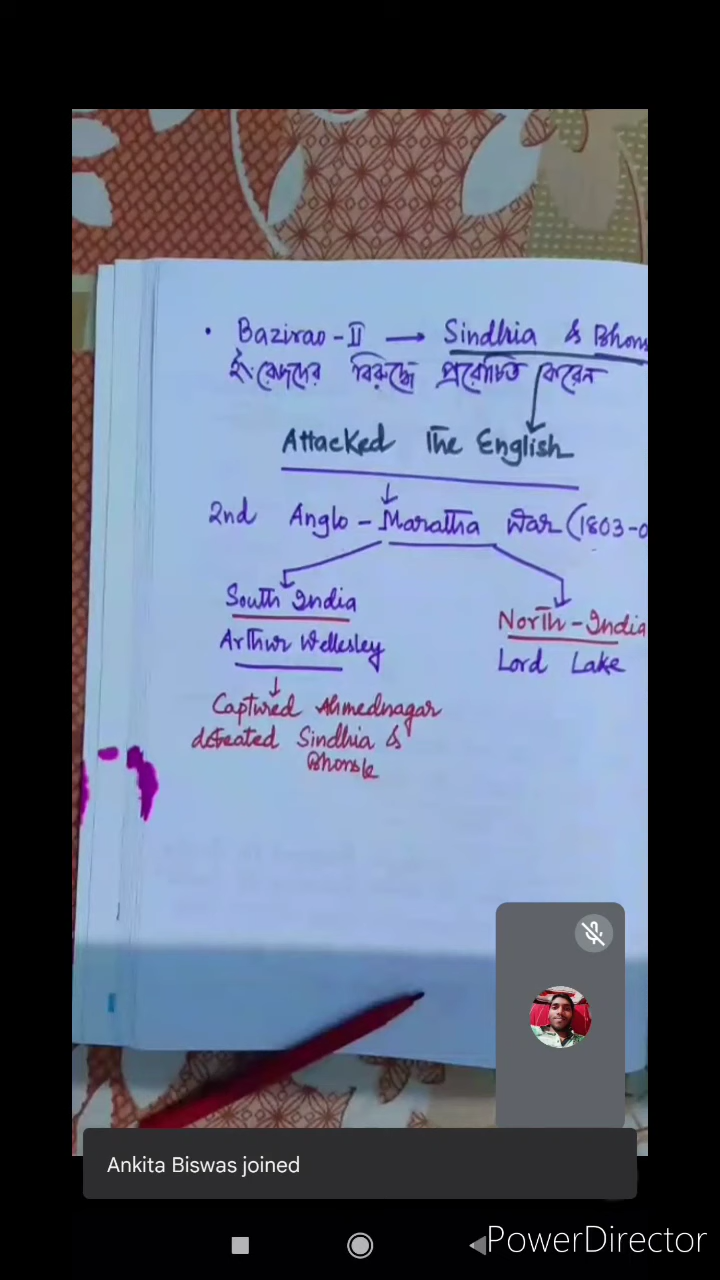 • Bazirao - II → Sindhia & Bhons
ইংরেজদের বিরুদ্ধে প্ররোচিত করেন
Attacked The English
2nd Anglo - Maratha War (1803-0
South India
North - India
Arthur Wellesley
Lord Lake
Captured Ahmednagar
defeated Sindhia &
Bhonsle
Ankita Biswas joined
PowerDirector